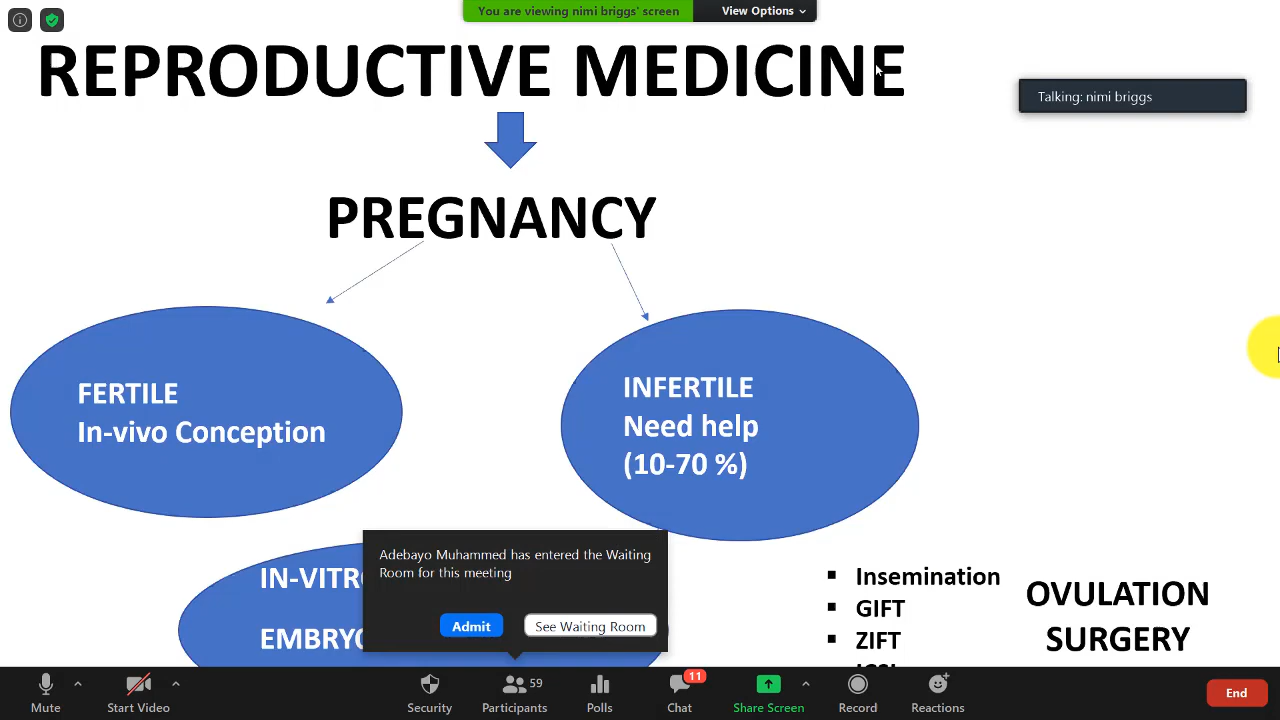 You are viewing nimi briggs' screen
View Options
REPRODUCTIVE MEDICINE
Talking: nimi briggs
PREGNANCY
FERTILE
In-vivo Conception
INFERTILE
Need help
(10-70 %)
Adebayo Muhammed has entered the Waiting
Room for this meeting
Admit
See Waiting Room
▪ Insemination
▪ GIFT
▪ ZIFT
OVULATION
SURGERY
Mute
Start Video
Security
59
Participants
Polls
11
Chat
Share Screen
Record
Reactions
End